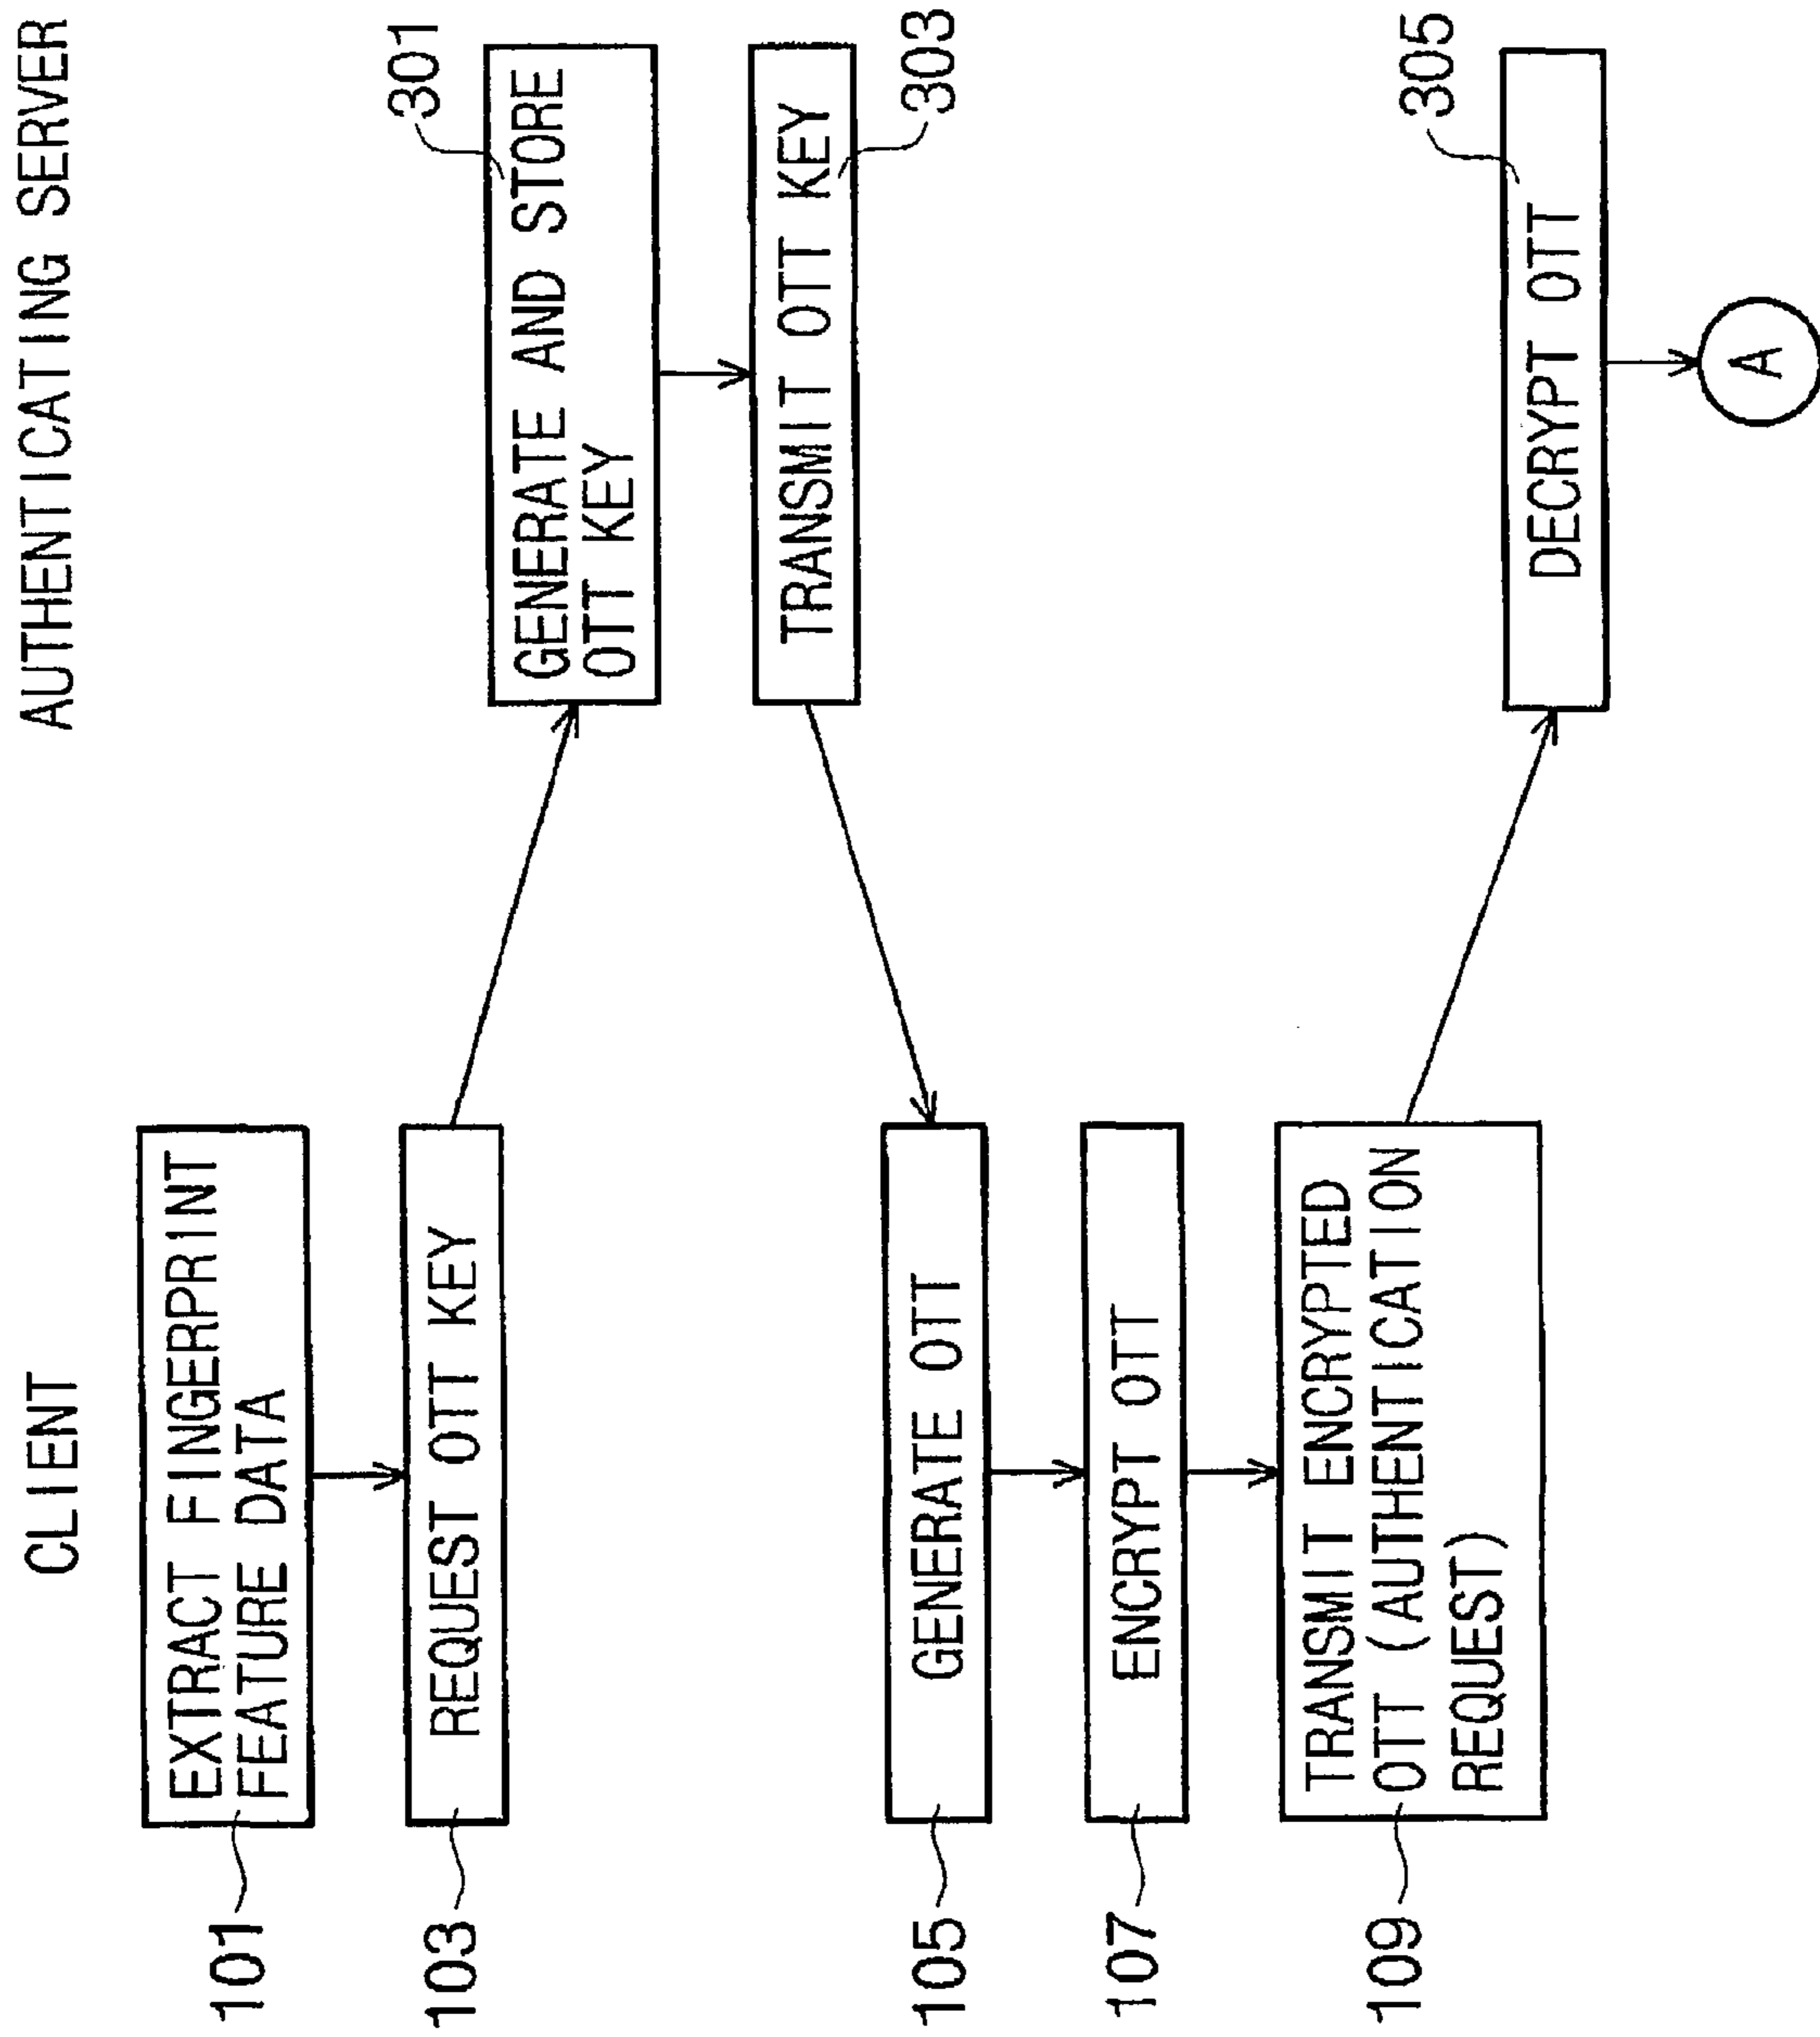 CLIENT
AUTHENTICATING SERVER
101
EXTRACT FINGERPRINT
FEATURE DATA
103
REQUEST OTT KEY
301
GENERATE AND STORE
OTT KEY
TRANSMIT OTT KEY
303
105
GENERATE OTT
107
ENCRYPT OTT
109
TRANSMIT ENCRYPTED
OTT (AUTHENTICATION
REQUEST)
305
DECRYPT OTT
A